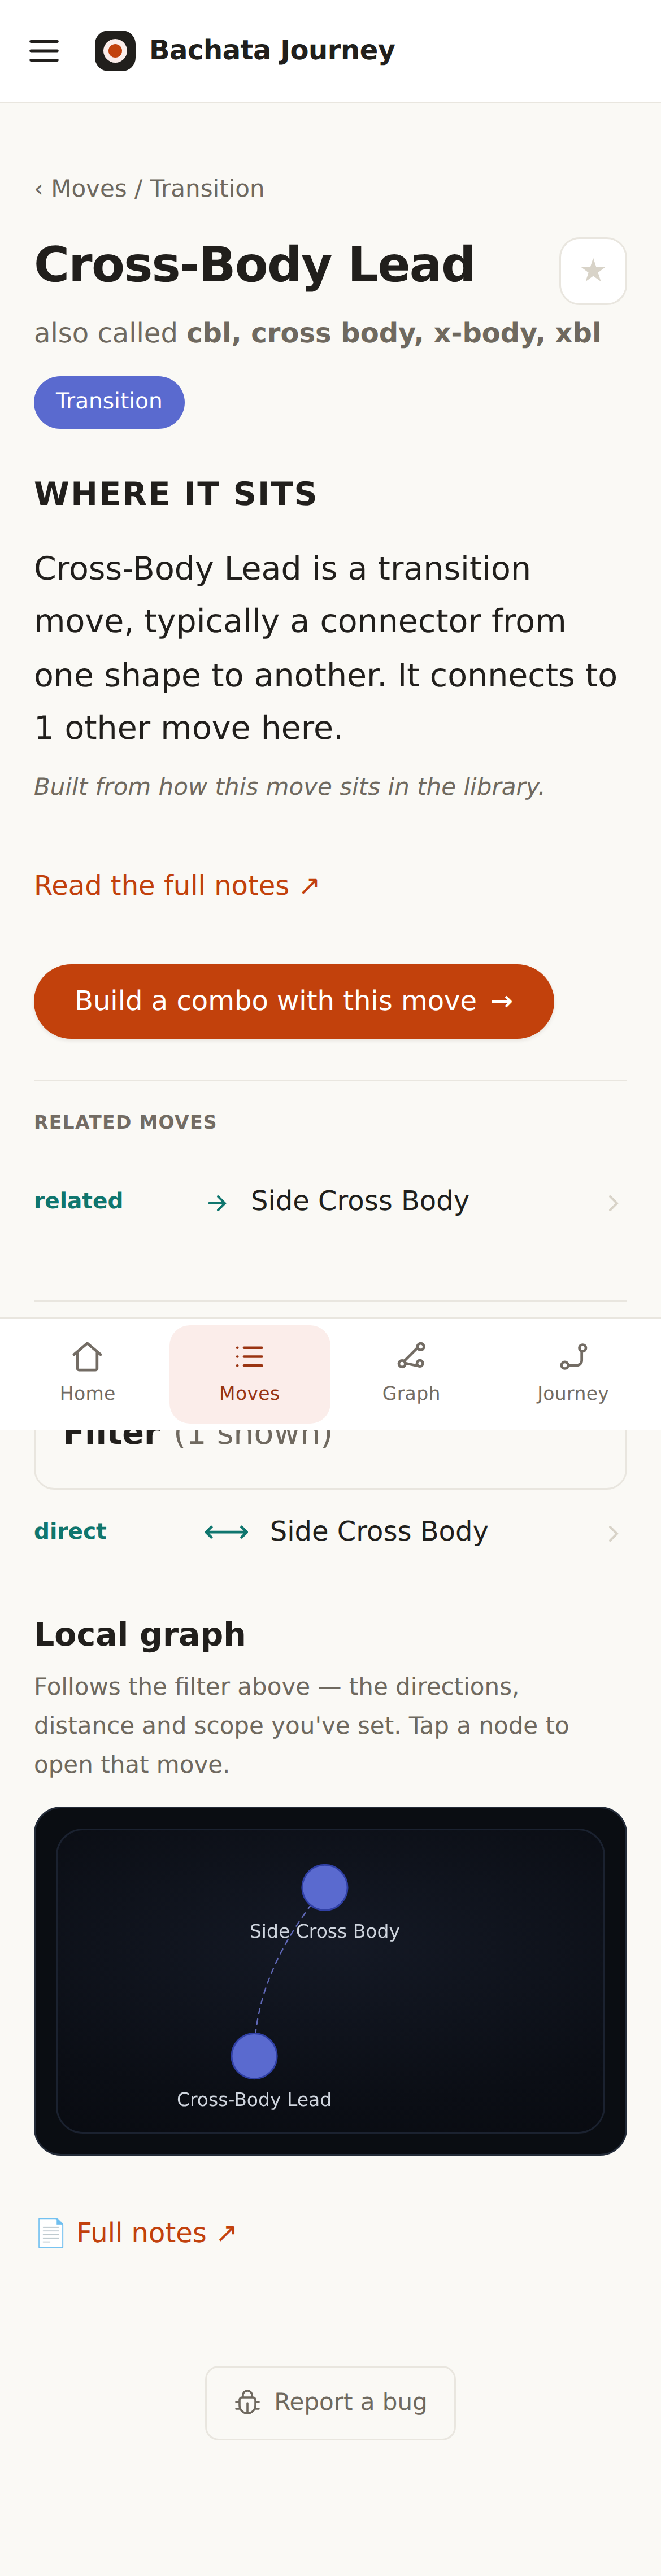 Bachata Journey
‹ Moves / Transition
Cross-Body Lead
also called cbl, cross body, x-body, xbl
Transition
WHERE IT SITS
Cross-Body Lead is a transition
move, typically a connector from
one shape to another. It connects to
1 other move here.
Built from how this move sits in the library.
Read the full notes ↗
Build a combo with this move →
RELATED MOVES
related → Side Cross Body ›
Home Moves Graph Journey
Filter (1 shown)
direct ⟷ Side Cross Body ›
Local graph
Follows the filter above — the directions,
distance and scope you've set. Tap a node to
open that move.
Side Cross Body
Cross-Body Lead
Full notes ↗
Report a bug